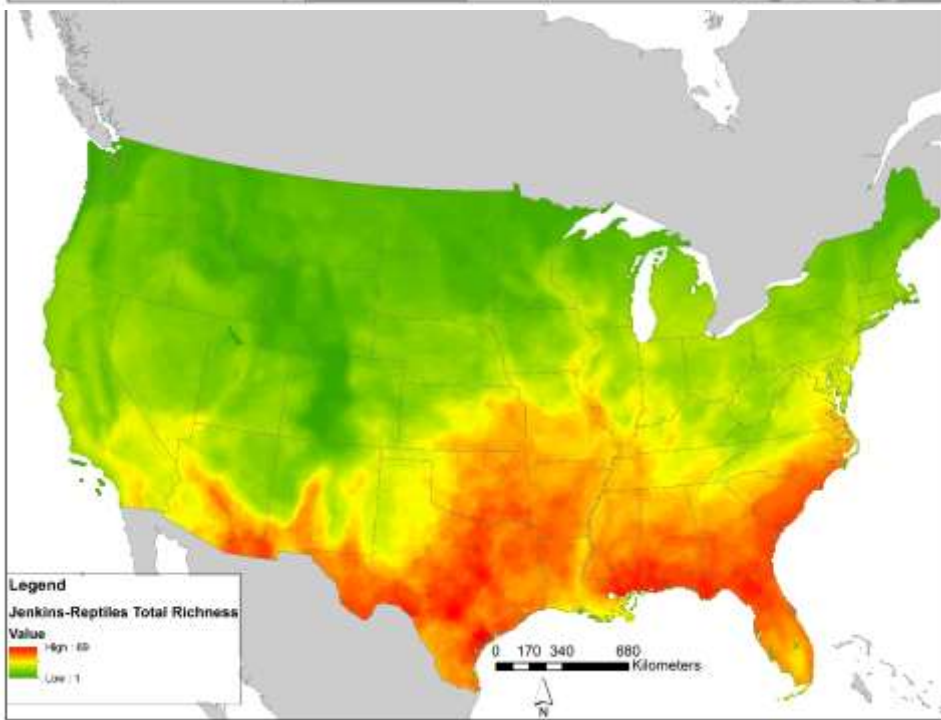 Legend
Jenkins-Reptiles Total Richness
Value
High : 69
Low : 1
0 170 340 680
Kilometers
N